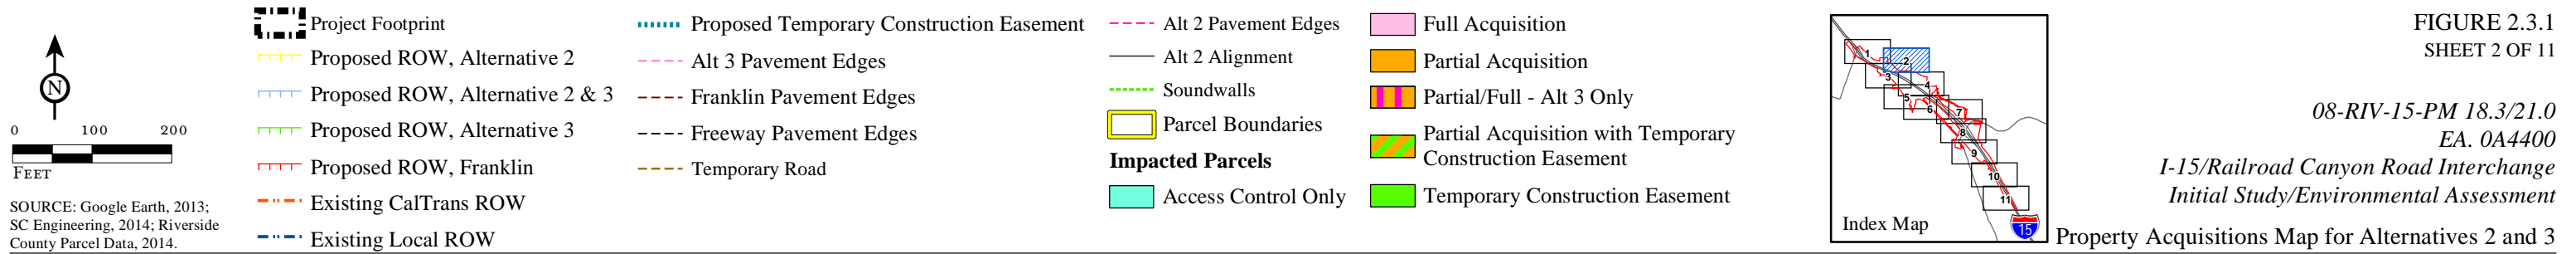 N
0 100 200
FEET
SOURCE: Google Earth, 2013;
SC Engineering, 2014; Riverside
County Parcel Data, 2014.
Project Footprint
Proposed ROW, Alternative 2
Proposed ROW, Alternative 2 & 3
Proposed ROW, Alternative 3
Proposed ROW, Franklin
Existing CalTrans ROW
Existing Local ROW
Proposed Temporary Construction Easement
Alt 3 Pavement Edges
Franklin Pavement Edges
Freeway Pavement Edges
Temporary Road
Alt 2 Pavement Edges
Alt 2 Alignment
Soundwalls
Parcel Boundaries
Impacted Parcels
Access Control Only
Full Acquisition
Partial Acquisition
Partial/Full - Alt 3 Only
Partial Acquisition with Temporary
Construction Easement
Temporary Construction Easement
1
2
3
4
5
6
7
8
9
10
11
Index Map
15
FIGURE 2.3.1
SHEET 2 OF 11
08-RIV-15-PM 18.3/21.0
EA. 0A4400
I-15/Railroad Canyon Road Interchange
Initial Study/Environmental Assessment
Property Acquisitions Map for Alternatives 2 and 3